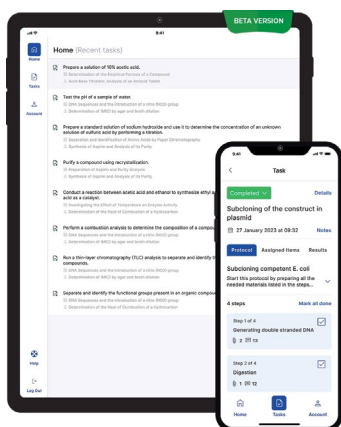 BETA VERSION
9:41
Home
Tasks
Account
Help
Log Out
Home (Recent tasks)
Prepare a solution of 10% acetic acid.
Determination of the Empirical Formula of a Compound
Acid-Base Titration: Analysis of an Antacid Tablet
Test the pH of a sample of water.
DNA Sequences and the introduction of a nitro (NO2) group
Determination of (MIC) by agar and broth dilution
Prepare a standard solution of sodium hydroxide and use it to determine the concentration of an unknown
solution of sulfuric acid by performing a titration.
Separation and Identification of Amino Acids by Paper Chromatography
Synthesis of Aspirin and Analysis of its Purity
Purify a compound using recrystallization.
Preparation of Aspirin and Purity Analysis
Synthesis of Aspirin and Analysis of its Purity
Conduct a reaction between acetic acid and ethanol to synthesize ethyl
acid as a catalyst.
Investigating the Effect of Temperature on Enzyme Activity
Determination of the Heat of Combustion of a Hydrocarbon
Perform a combustion analysis to determine the composition of a
DNA Sequences and the introduction of a nitro (NO2) group
Determination of (MIC) by agar and broth dilution
Run a thin-layer chromatography (TLC) analysis to separate and identify
compounds.
DNA Sequences and the introduction of a nitro (NO2) group
Determination of (MIC) by agar and broth dilution
Separate and identify the functional groups present in an organic
DNA Sequences and the introduction of a nitro (NO2) group
Determination of the Heat of Combustion of a Hydrocarbon
9:41
Task
Completed
Details
Subcloning of the construct in
plasmid
27 January 2023 at 09:32
Notes
Protocol Assigned Items Results
Subcloning competent E. coli
Start this protocol by preparing all the
needed materials listed in the steps...
4 steps
Mark all done
Step 1 of 4
Generating double stranded DNA
2 13
Step 2 of 4
Digestion
1 12
Home Tasks Account